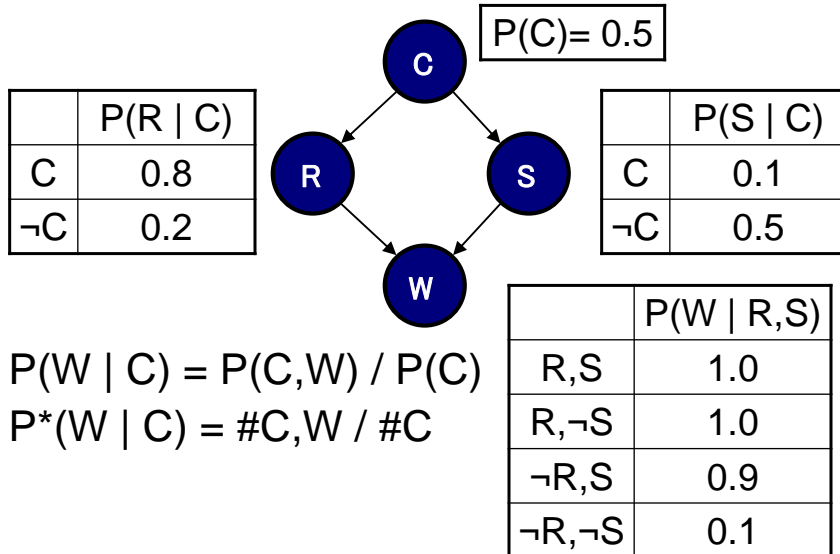 P(C)= 0.5
C
P(R | C)
C 0.8
¬C 0.2
R
S
P(S | C)
C 0.1
¬C 0.5
W
P(W | C) = P(C,W) / P(C)
P*(W | C) = #C,W / #C
P(W | R,S)
R,S 1.0
R,¬S 1.0
¬R,S 0.9
¬R,¬S 0.1